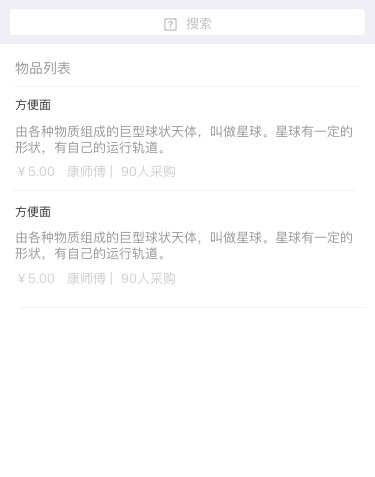 搜索
物品列表
方便面
由各种物质组成的巨型球状天体，叫做星球。星球有一定的
形状，有自己的运行轨道。
￥5.00 康师傅 | 90人采购
方便面
由各种物质组成的巨型球状天体，叫做星球。星球有一定的
形状，有自己的运行轨道。
￥5.00 康师傅 | 90人采购